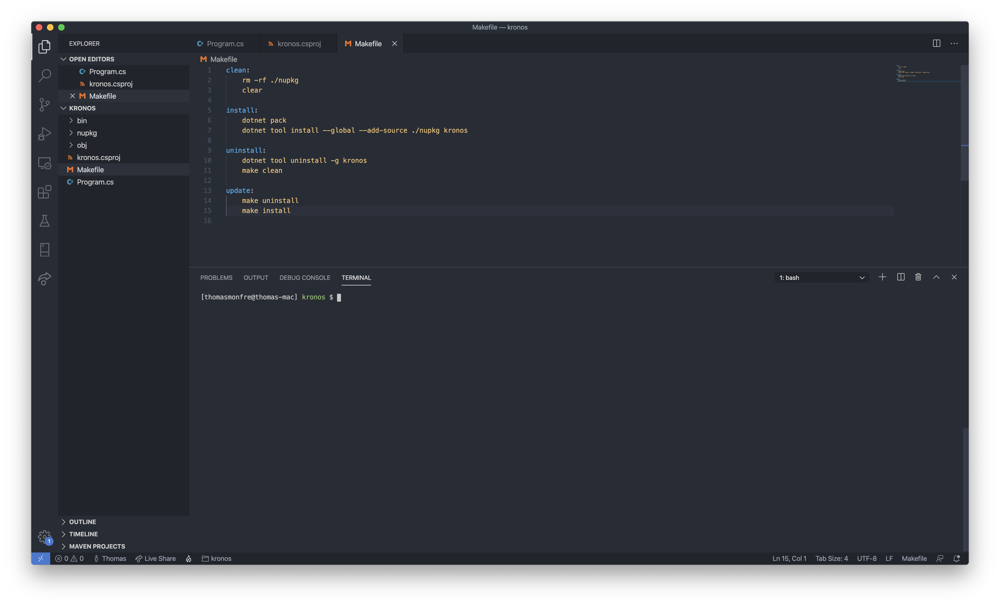 Makefile — kronos
EXPLORER
Program.cs
kronos.csproj
Makefile
OPEN EDITORS
Program.cs
kronos.csproj
Makefile
KRONOS
bin
nupkg
obj
kronos.csproj
Makefile
Program.cs
OUTLINE
TIMELINE
MAVEN PROJECTS
Makefile
1 clean:
2 rm -rf ./nupkg
3 clear
4
5 install:
6 dotnet pack
7 dotnet tool install --global --add-source ./nupkg kronos
8
9 uninstall:
10 dotnet tool uninstall -g kronos
11 make clean
12
13 update:
14 make uninstall
15 make install
16
PROBLEMS OUTPUT DEBUG CONSOLE TERMINAL 1: bash
[thomasmonfre@thomas-mac] kronos $
1
0 0 Thomas Live Share kronos Ln 15, Col 1 Tab Size: 4 UTF-8 LF Makefile